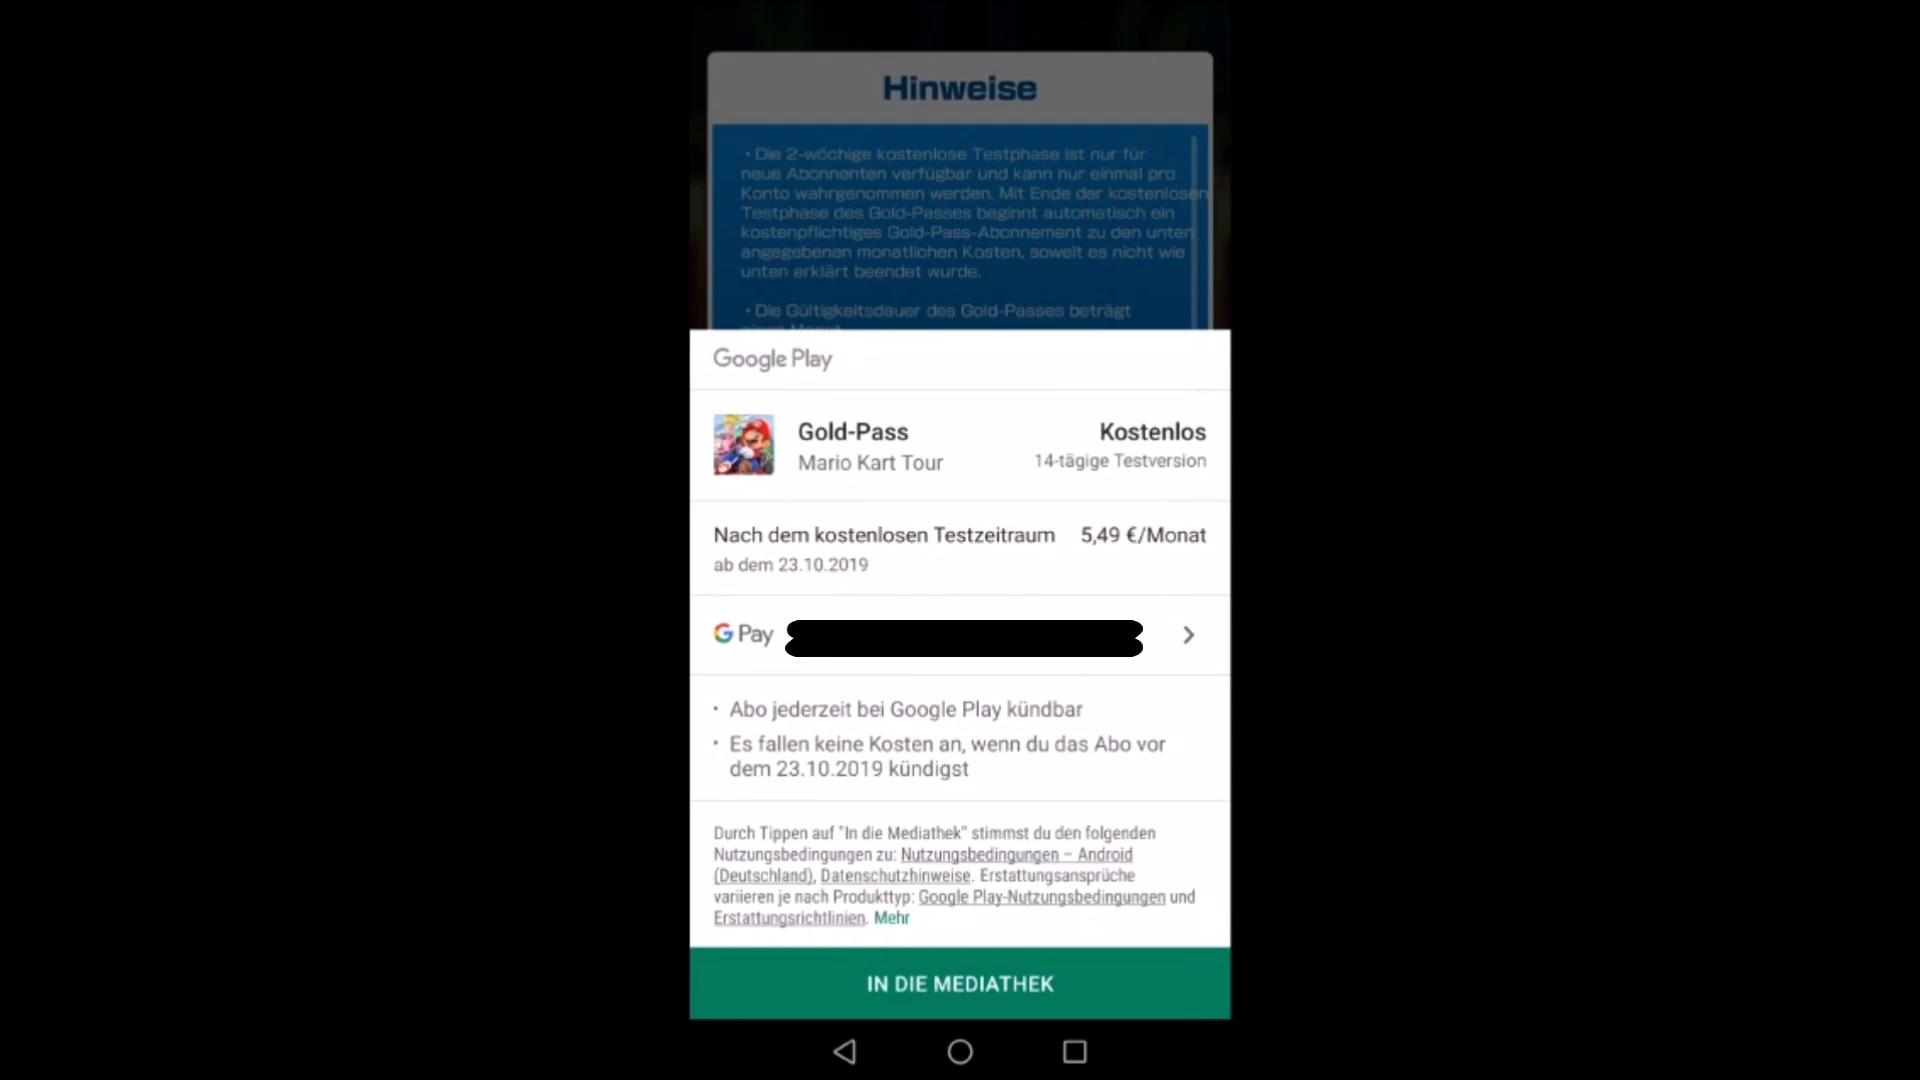 Hinweise
• Die 2-wöchige kostenlose Testphase ist nur für
neue Abonnenten verfügbar und kann nur einmal pro
Konto wahrgenommen werden. Mit Ende der kostenlosen
Testphase des Gold-Passes beginnt automatisch ein
kostenpflichtiges Gold-Pass-Abonnement zu den unten
angegebenen monatlichen Kosten, soweit es nicht wie
unten erklärt beendet wurde.
• Die Gültigkeitsdauer des Gold-Passes beträgt
Google Play
Gold-Pass Kostenlos
Mario Kart Tour 14-tägige Testversion
Nach dem kostenlosen Testzeitraum 5,49 €/Monat
ab dem 23.10.2019
G Pay
• Abo jederzeit bei Google Play kündbar
• Es fallen keine Kosten an, wenn du das Abo vor
dem 23.10.2019 kündigst
Durch Tippen auf "In die Mediathek" stimmst du den folgenden
Nutzungsbedingungen zu: Nutzungsbedingungen – Android
(Deutschland), Datenschutzhinweise. Erstattungsansprüche
variieren je nach Produkttyp: Google Play-Nutzungsbedingungen und
Erstattungsrichtlinien. Mehr
IN DIE MEDIATHEK